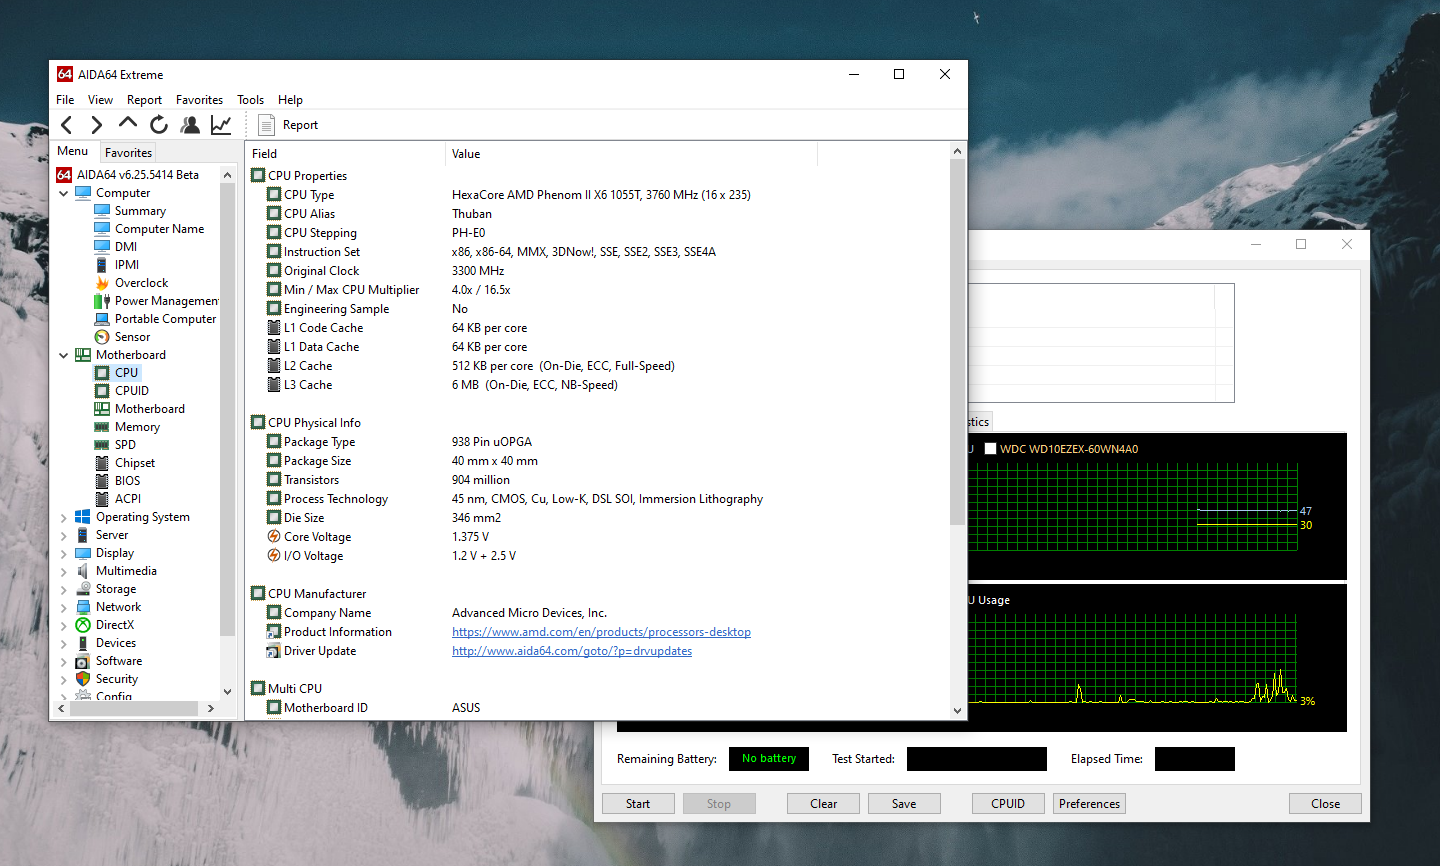 AIDA64 Extreme
File View Report Favorites Tools Help
Report
Menu Favorites
AIDA64 v6.25.5414 Beta
Computer
Summary
Computer Name
DMI
IPMI
Overclock
Power Managemen
Portable Computer
Sensor
Motherboard
CPU
CPUID
Motherboard
Memory
SPD
Chipset
BIOS
ACPI
Operating System
Server
Display
Multimedia
Storage
Network
DirectX
Devices
Software
Security
Config
Field Value
CPU Properties
CPU Type HexaCore AMD Phenom II X6 1055T, 3760 MHz (16 x 235)
CPU Alias Thuban
CPU Stepping PH-E0
Instruction Set x86, x86-64, MMX, 3DNow!, SSE, SSE2, SSE3, SSE4A
Original Clock 3300 MHz
Min / Max CPU Multiplier 4.0x / 16.5x
Engineering Sample No
L1 Code Cache 64 KB per core
L1 Data Cache 64 KB per core
L2 Cache 512 KB per core (On-Die, ECC, Full-Speed)
L3 Cache 6 MB (On-Die, ECC, NB-Speed)
CPU Physical Info
Package Type 938 Pin uOPGA
Package Size 40 mm x 40 mm
Transistors 904 million
Process Technology 45 nm, CMOS, Cu, Low-K, DSL SOI, Immersion Lithography
Die Size 346 mm2
Core Voltage 1.375 V
I/O Voltage 1.2 V + 2.5 V
CPU Manufacturer
Company Name Advanced Micro Devices, Inc.
Product Information https://www.amd.com/en/products/processors-desktop
Driver Update http://www.aida64.com/goto/?p=drvupdates
Multi CPU
Motherboard ID ASUS
stics
U WDC WD10EZEX-60WN4A0
47
30
U Usage
3%
Remaining Battery: No battery Test Started: Elapsed Time:
Start Stop Clear Save CPUID Preferences Close